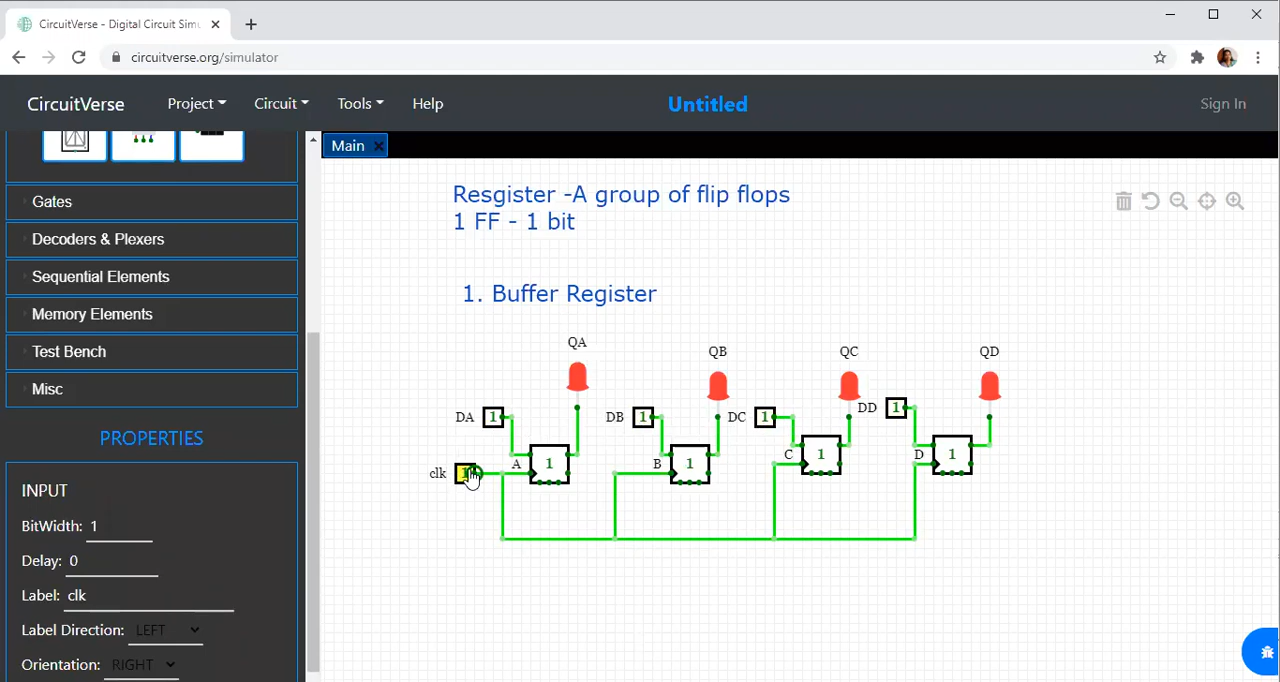 CircuitVerse - Digital Circuit Simu
circuitverse.org/simulator
CircuitVerse Project Circuit Tools Help Untitled Sign In
Main
Gates
Decoders & Plexers
Sequential Elements
Memory Elements
Test Bench
Misc
PROPERTIES
INPUT
BitWidth: 1
Delay: 0
Label: clk
Label Direction: LEFT
Orientation: RIGHT
Resgister -A group of flip flops
1 FF - 1 bit
1. Buffer Register
QA QB QC QD
DA 1 DB 1 DC 1 DD 1
clk 1 A 1 B 1 C 1 D 1